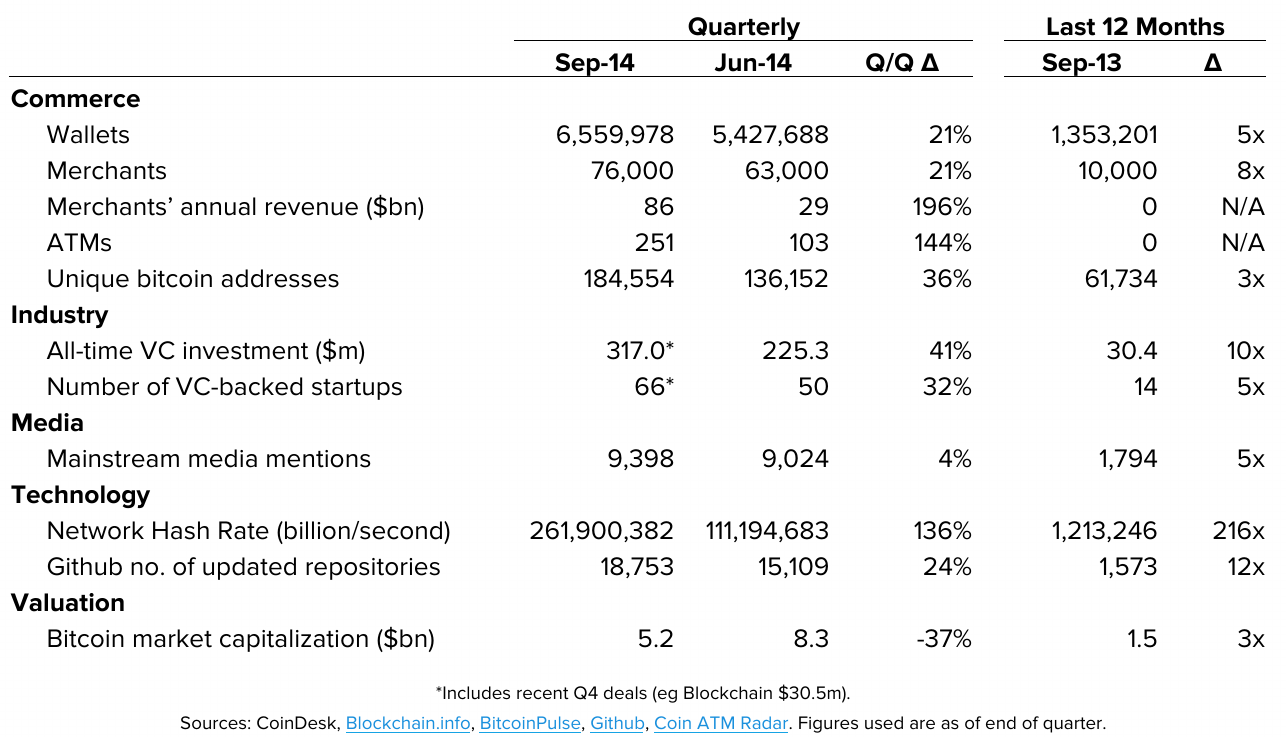 Quarterly Last 12 Months
Sep-14 Jun-14 Q/Q Δ Sep-13 Δ
Commerce
Wallets 6,559,978 5,427,688 21% 1,353,201 5x
Merchants 76,000 63,000 21% 10,000 8x
Merchants’ annual revenue ($bn) 86 29 196% 0 N/A
ATMs 251 103 144% 0 N/A
Unique bitcoin addresses 184,554 136,152 36% 61,734 3x
Industry
All-time VC investment ($m) 317.0* 225.3 41% 30.4 10x
Number of VC-backed startups 66* 50 32% 14 5x
Media
Mainstream media mentions 9,398 9,024 4% 1,794 5x
Technology
Network Hash Rate (billion/second) 261,900,382 111,194,683 136% 1,213,246 216x
Github no. of updated repositories 18,753 15,109 24% 1,573 12x
Valuation
Bitcoin market capitalization ($bn) 5.2 8.3 -37% 1.5 3x
*Includes recent Q4 deals (eg Blockchain $30.5m).
Sources: CoinDesk, Blockchain.info, BitcoinPulse, Github, Coin ATM Radar. Figures used are as of end of quarter.